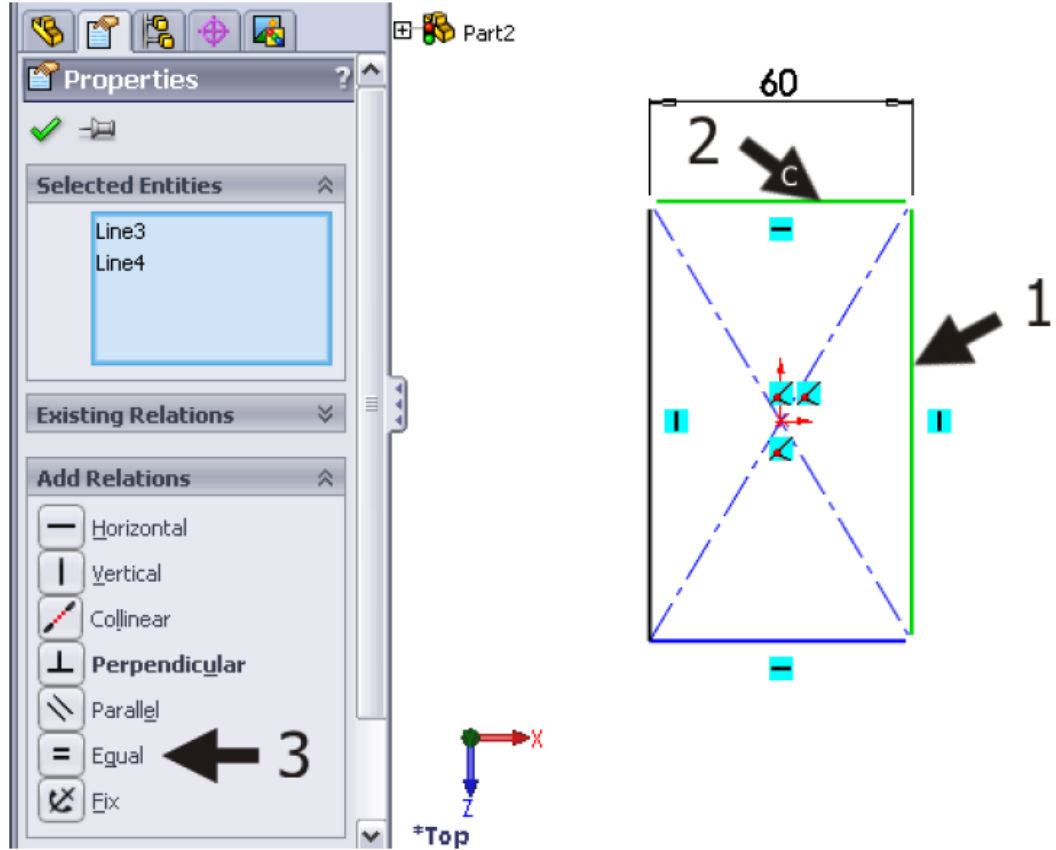 Part2
Properties ?
Selected Entities
Line3
Line4
Existing Relations
Add Relations
Horizontal
Vertical
Collinear
Perpendicular
Parallel
Equal
Fix
3
60
2
C
1
X
Z
*Top